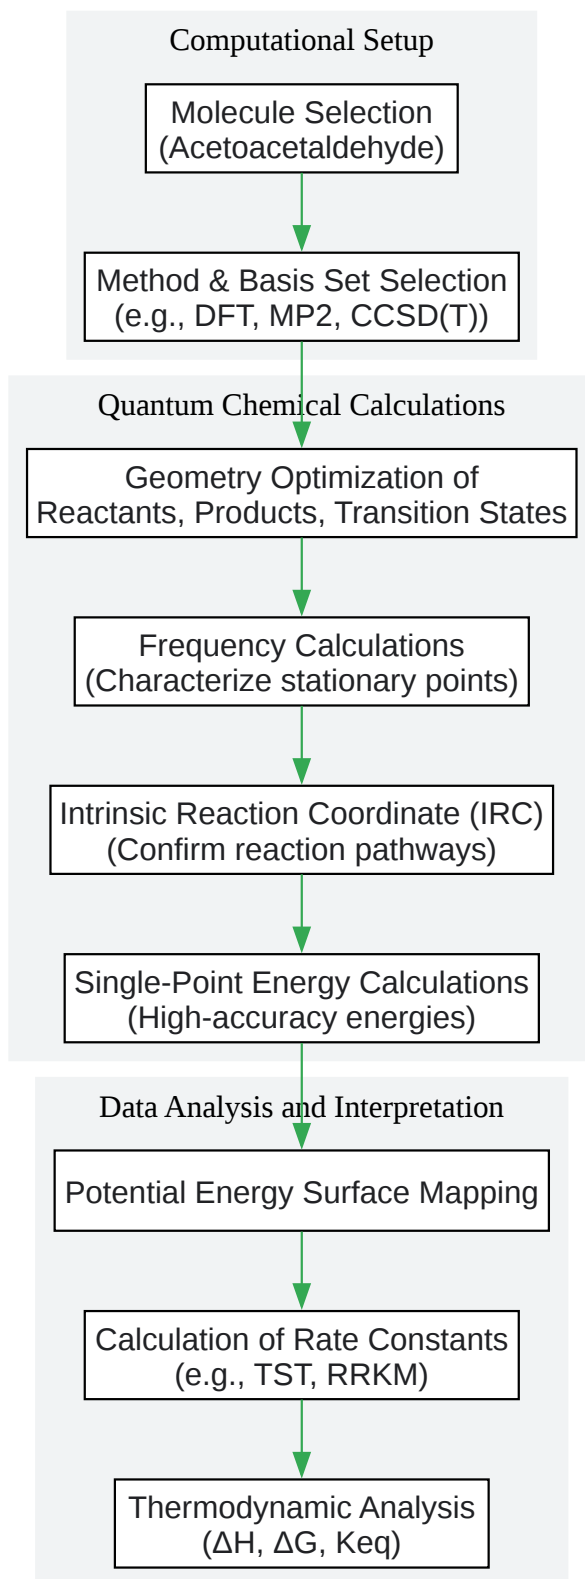 Computational Setup
Molecule Selection
(Acetoacetaldehyde)
Method & Basis Set Selection
(e.g., DFT, MP2, CCSD(T))
Quantum Chemical Calculations
Geometry Optimization of
Reactants, Products, Transition States
Frequency Calculations
(Characterize stationary points)
Intrinsic Reaction Coordinate (IRC)
(Confirm reaction pathways)
Single-Point Energy Calculations
(High-accuracy energies)
Data Analysis and Interpretation
Potential Energy Surface Mapping
Calculation of Rate Constants
(e.g., TST, RRKM)
Thermodynamic Analysis
(ΔH, ΔG, Keq)